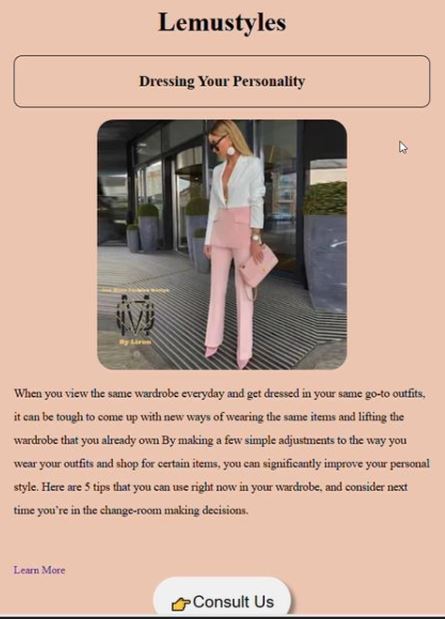 Lemustyles
Dressing Your Personality
By Liron
When you view the same wardrobe everyday and get dressed in your same go-to outfits,
it can be tough to come up with new ways of wearing the same items and lifting the
wardrobe that you already own By making a few simple adjustments to the way you
wear your outfits and shop for certain items, you can significantly improve your personal
style. Here are 5 tips that you can use right now in your wardrobe, and consider next
time you’re in the change-room making decisions.
Learn More
👉Consult Us